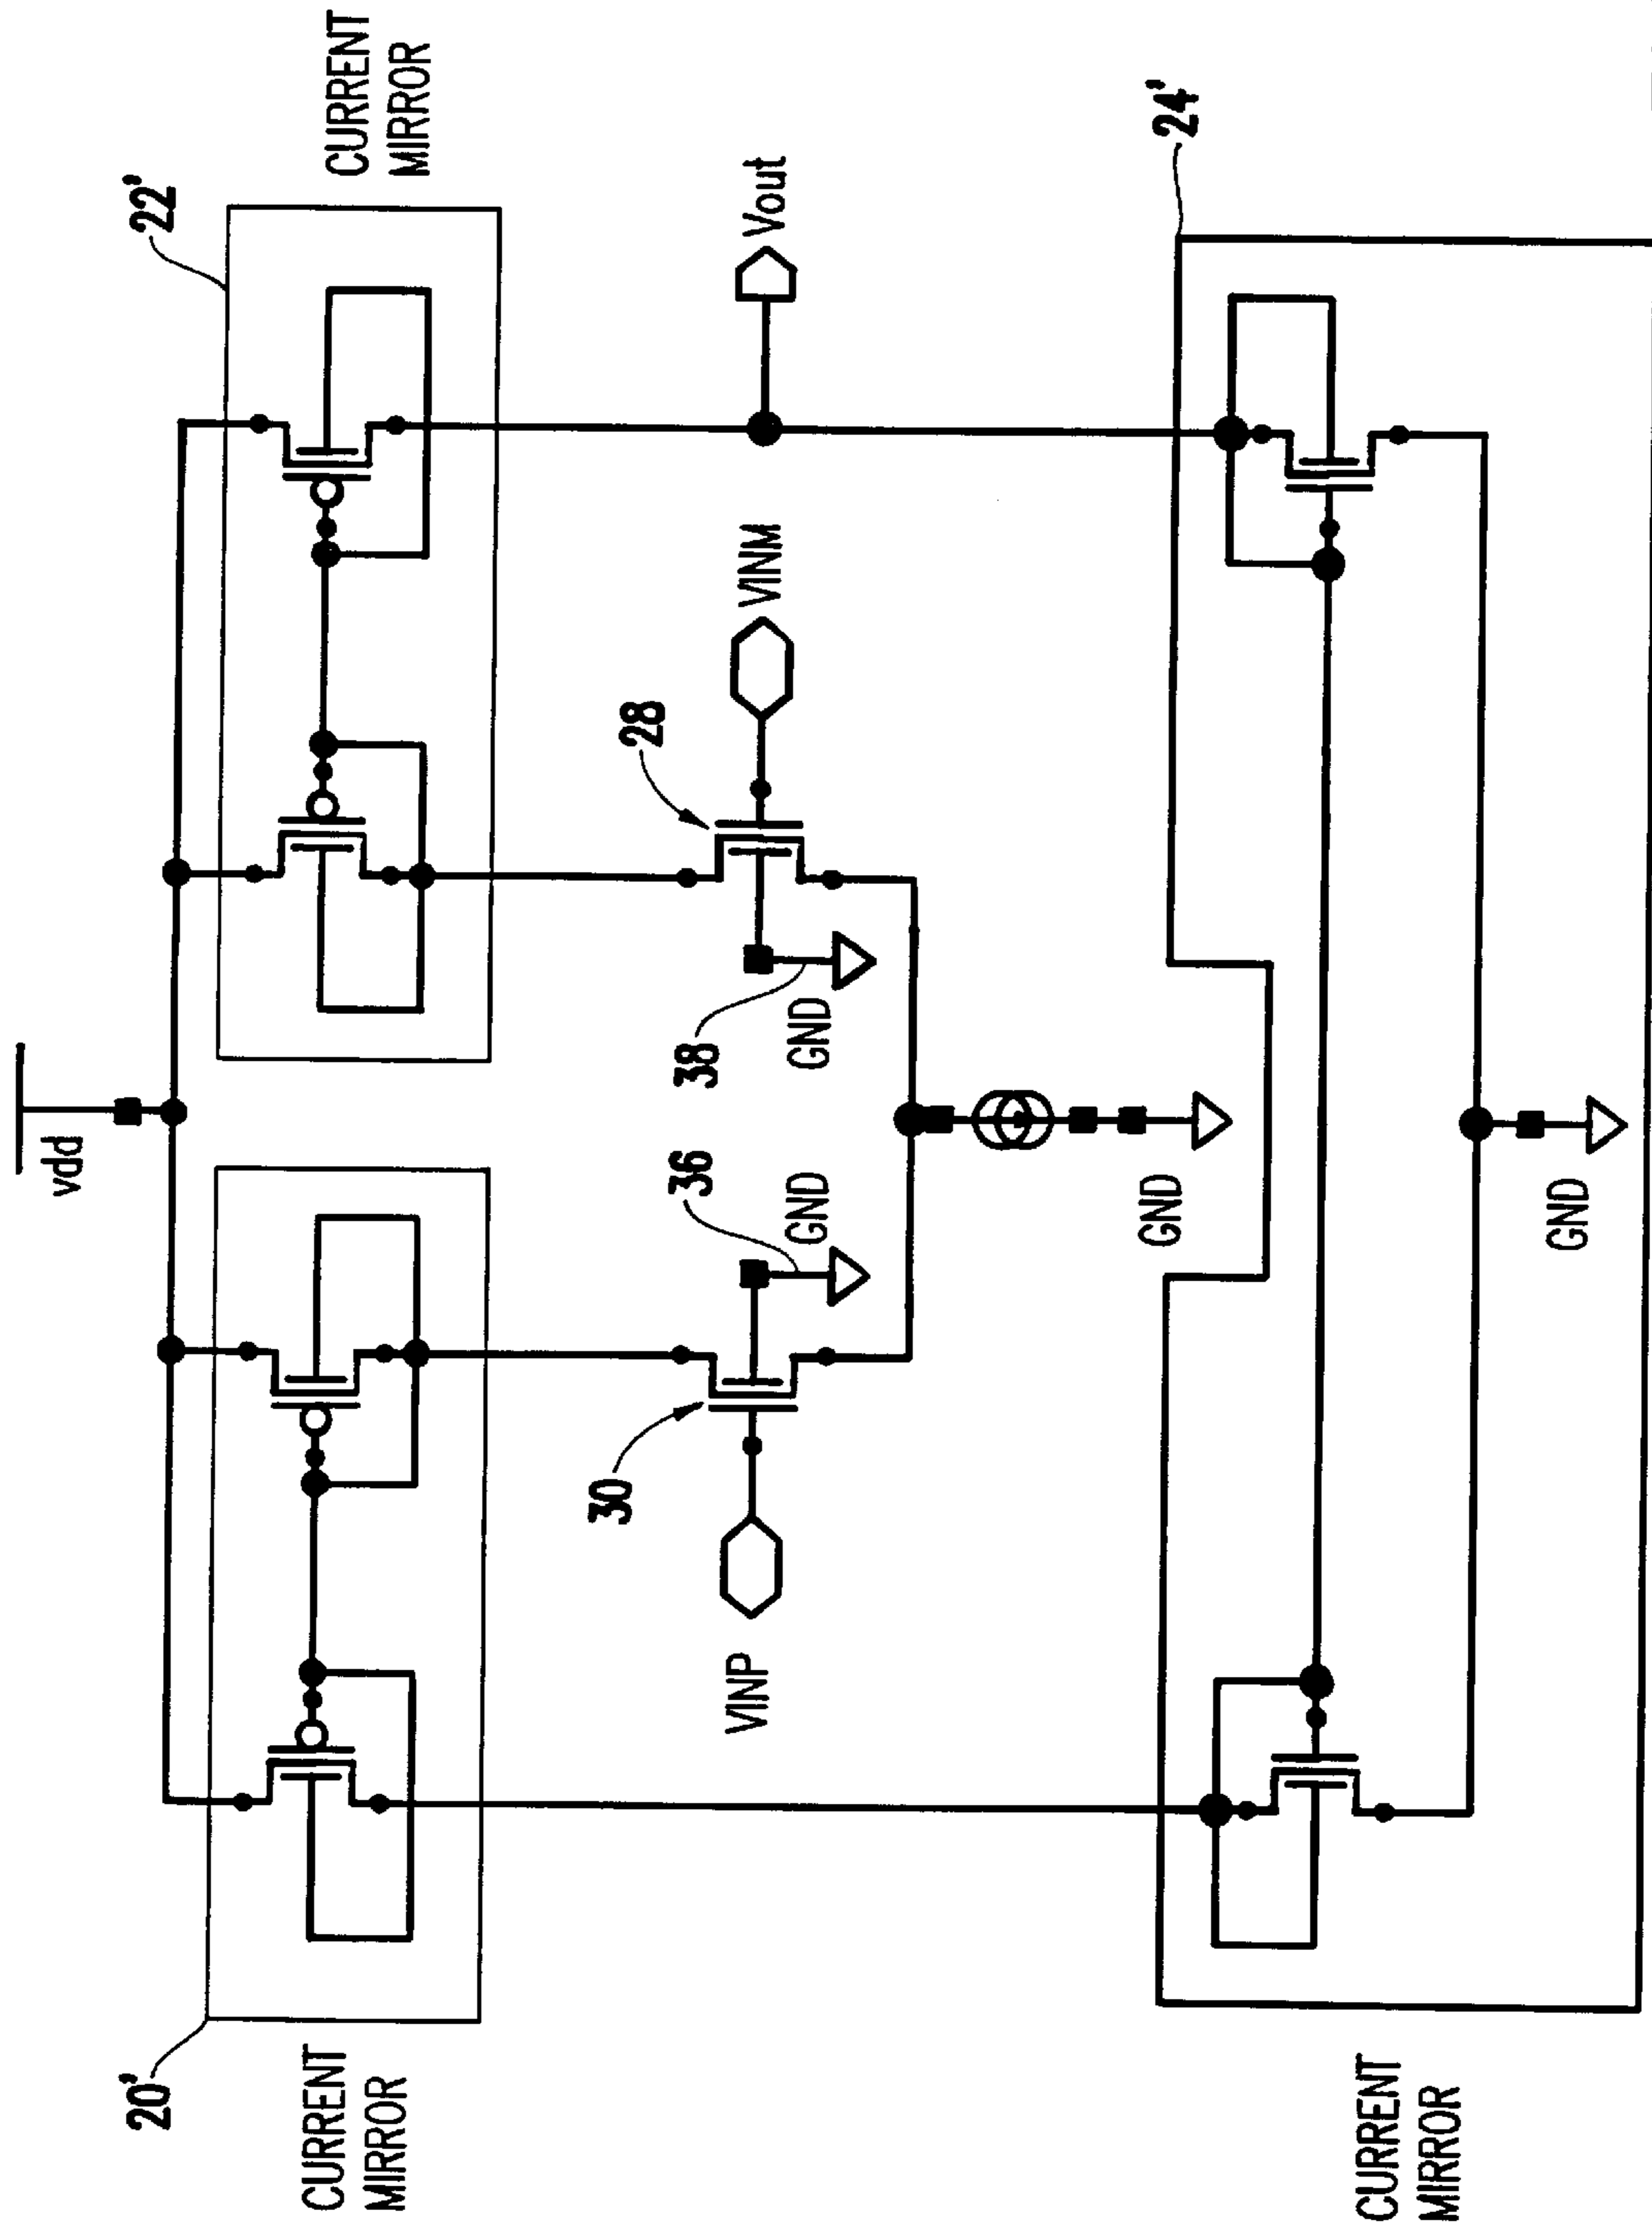 vdd
20'
CURRENT
MIRROR
22'
CURRENT
MIRROR
30
36
38
28
VINP
GND
GND
VINM
Vout
GND
24'
CURRENT
MIRROR
GND